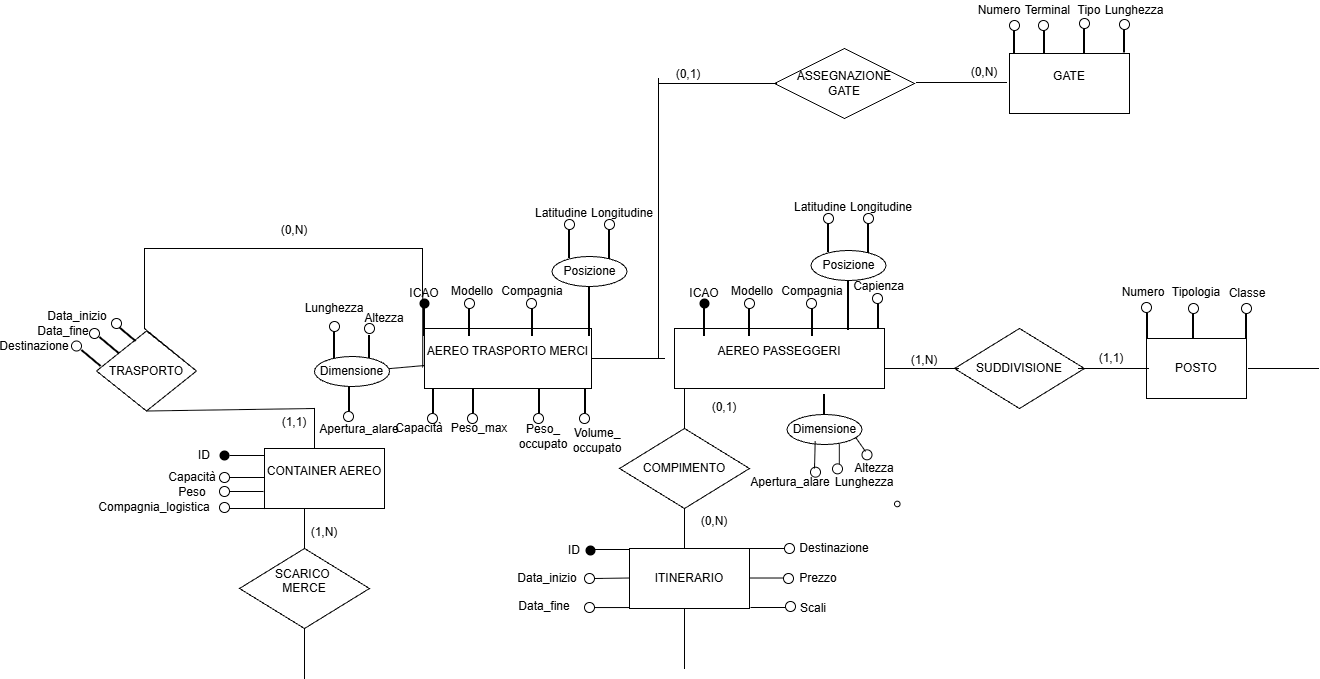 Numero Terminal Tipo Lunghezza
(0,1)
ASSEGNAZIONE
GATE
(0,N)
GATE
(0,N)
Latitudine Longitudine
Posizione
Latitudine Longitudine
Posizione
ICAO Modello Compagnia
ICAO Modello Compagnia Capienza
Numero Tipologia Classe
Lunghezza
Altezza
Dimensione
Apertura_alare
Data_inizio
Data_fine
Destinazione
TRASPORTO
AEREO TRASPORTO MERCI
AEREO PASSEGGERI
(1,N)
SUDDIVISIONE
(1,1)
POSTO
Capacità Peso_max
Peso_
occupato
Volume_
occupato
(1,1)
(0,1)
Dimensione
Apertura_alare Lunghezza
Altezza
ID
Capacità
Peso
Compagnia_logistica
CONTAINER AEREO
COMPIMENTO
(1,N)
(0,N)
SCARICO
MERCE
ID
Data_inizio
Data_fine
ITINERARIO
Destinazione
Prezzo
Scali